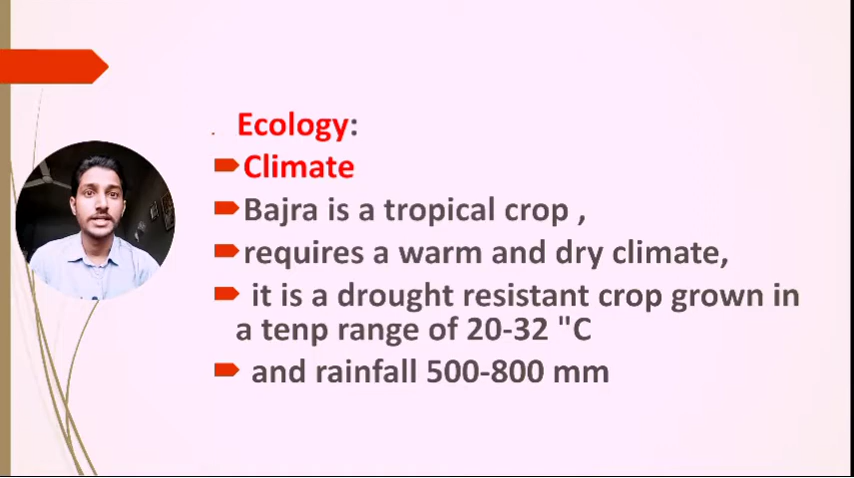 Ecology:
Climate
Bajra is a tropical crop ,
requires a warm and dry climate,
it is a drought resistant crop grown in
a tenp range of 20-32 "C
and rainfall 500-800 mm